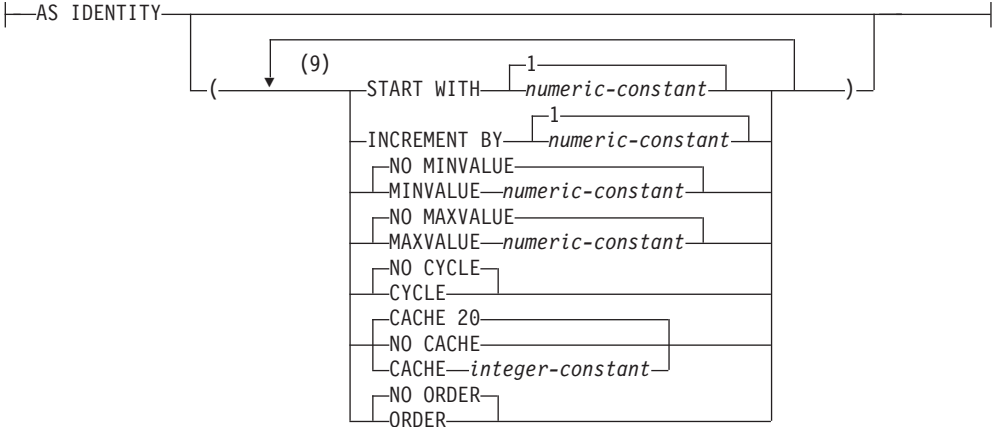 AS IDENTITY
(9) 1
( START WITH numeric-constant )
1
INCREMENT BY numeric-constant
NO MINVALUE
MINVALUE numeric-constant
NO MAXVALUE
MAXVALUE numeric-constant
NO CYCLE
CYCLE
CACHE 20
NO CACHE
CACHE integer-constant
NO ORDER
ORDER